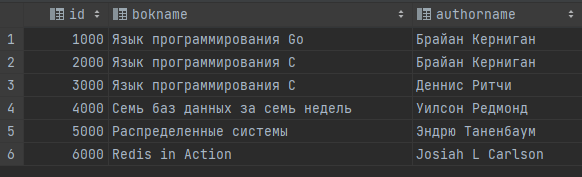 id bokname authorname
1 1000 Язык программирования Go Брайан Керниган
2 2000 Язык программирования C Брайан Керниган
3 3000 Язык программирования C Деннис Ритчи
4 4000 Семь баз данных за семь недель Уилсон Редмонд
5 5000 Распределенные системы Эндрю Таненбаум
6 6000 Redis in Action Josiah L Carlson